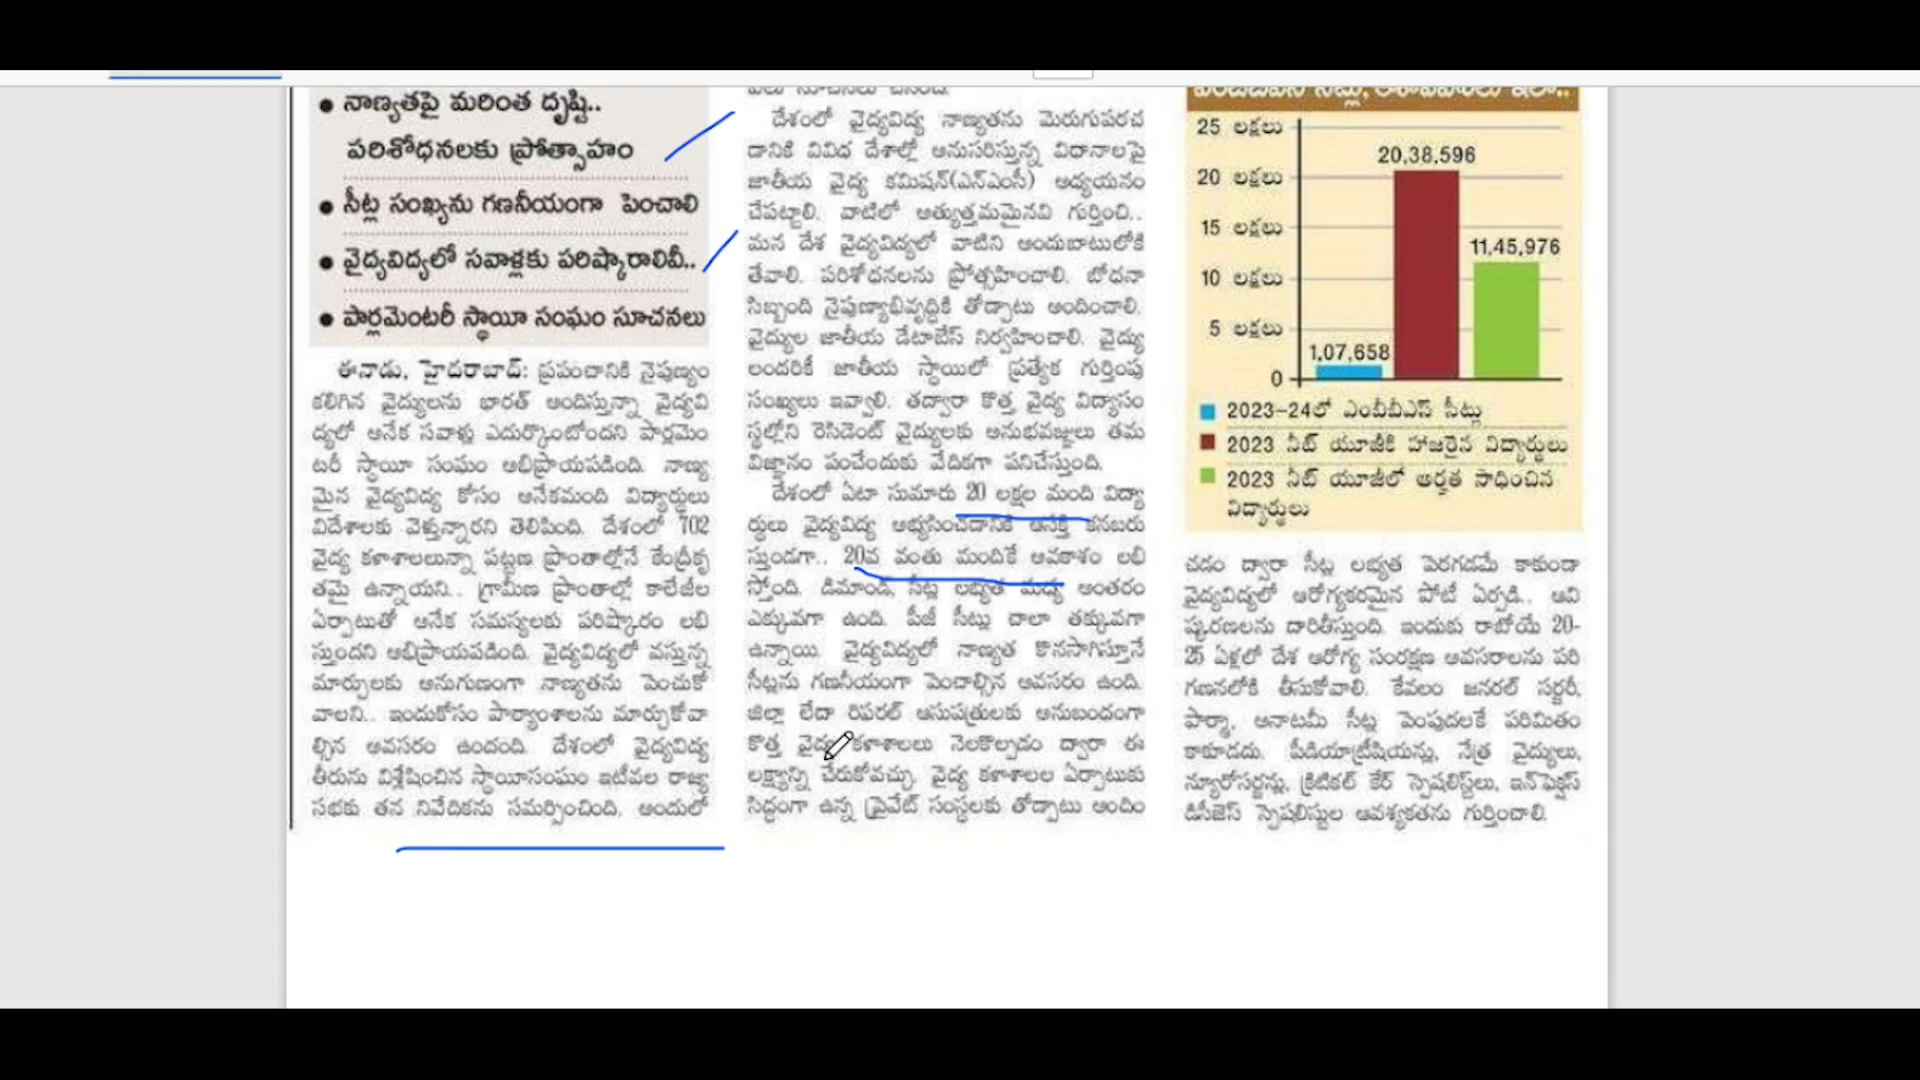 నాణ్యతపై మరింత దృష్టి..
పరిశోధనలకు ప్రోత్సాహం
సీట్ల సంఖ్యను గణనీయంగా పెంచాలి
వైద్యవిద్యలో సవాళ్లకు పరిష్కారాలివీ..
పార్లమెంటరీ స్థాయీ సంఘం సూచనలు
ఈనాడు, హైదరాబాద్: ప్రపంచానికి నైపుణ్యం
కలిగిన వైద్యులను భారత్ అందిస్తున్నా వైద్యవి
ద్యలో అనేక సవాళ్లు ఎదుర్కొంటోందని పార్లమెం
టరీ స్థాయీ సంఘం అభిప్రాయపడింది. నాణ్య
మైన వైద్యవిద్య కోసం అనేకమంది విద్యార్థులు
విదేశాలకు వెళ్తున్నారని తెలిపింది. దేశంలో 702
వైద్య కళాశాలలున్నా పట్టణ ప్రాంతాల్లోనే కేంద్రీకృ
తమై ఉన్నాయని.. గ్రామీణ ప్రాంతాల్లో కాలేజీల
ఏర్పాటుతో అనేక సమస్యలకు పరిష్కారం లభి
స్తుందని అభిప్రాయపడింది. వైద్యవిద్యలో వస్తున్న
మార్పులకు అనుగుణంగా నాణ్యతను పెంచుకో
వాలని.. ఇందుకోసం పాఠ్యాంశాలను మార్చుకోవా
ల్సిన అవసరం ఉందంది. దేశంలో వైద్యవిద్య
తీరును విశ్లేషించిన స్థాయీసంఘం ఇటీవల రాజ్య
సభకు తన నివేదికను సమర్పించింది. అందులో
దేశంలో వైద్యవిద్య నాణ్యతను మెరుగుపరచ
డానికి వివిధ దేశాల్లో అనుసరిస్తున్న విధానాలపై
జాతీయ వైద్య కమిషన్(ఎన్ఎంసీ) అధ్యయనం
చేపట్టాలి. వాటిలో అత్యుత్తమమైనవి గుర్తించి..
మన దేశ వైద్యవిద్యలో వాటిని అందుబాటులోకి
తేవాలి. పరిశోధనలను ప్రోత్సహించాలి. బోధనా
సిబ్బంది నైపుణ్యాభివృద్ధికి తోడ్పాటు అందించాలి.
వైద్యుల జాతీయ డేటాబేస్ నిర్వహించాలి. వైద్యు
లందరికీ జాతీయ స్థాయిలో ప్రత్యేక గుర్తింపు
సంఖ్యలు ఇవ్వాలి. తద్వారా కొత్త వైద్య విద్యాసం
స్థల్లోని రెసిడెంట్ వైద్యులకు అనుభవజ్ఞులు తమ
విజ్ఞానం పంచేందుకు వేదికగా పనిచేస్తుంది.
దేశంలో ఏటా సుమారు 20 లక్షల మంది విద్యా
ర్థులు వైద్యవిద్య అభ్యసించడానికి ఆసక్తి కనబరు
స్తుండగా.. 20వ వంతు మందికే అవకాశం లభి
స్తోంది. డిమాండ్, సీట్ల లభ్యత మధ్య అంతరం
ఎక్కువగా ఉంది. పీజీ సీట్లు చాలా తక్కువగా
ఉన్నాయి. వైద్యవిద్యలో నాణ్యత కొనసాగిస్తూనే
సీట్లను గణనీయంగా పెంచాల్సిన అవసరం ఉంది.
జిల్లా లేదా రిఫరల్ ఆసుపత్రులకు అనుబంధంగా
కొత్త వైద్య కళాశాలలు నెలకొల్పడం ద్వారా ఈ
లక్ష్యాన్ని చేరుకోవచ్చు. వైద్య కళాశాలల ఏర్పాటుకు
సిద్ధంగా ఉన్న ప్రైవేట్ సంస్థలకు తోడ్పాటు అందిం
25 లక్షలు
20 లక్షలు
15 లక్షలు
10 లక్షలు
5 లక్షలు
0
20,38,596
11,45,976
1,07,658
2023-24లో ఎంబీబీఎస్ సీట్లు
2023 నీట్ యూజీకి హాజరైన విద్యార్థులు
2023 నీట్ యూజీలో అర్హత సాధించిన
విద్యార్థులు
చడం ద్వారా సీట్ల లభ్యత పెరగడమే కాకుండా
వైద్యవిద్యలో ఆరోగ్యకరమైన పోటీ ఏర్పడి.. ఆవి
ష్కరణలను దారితీస్తుంది. ఇందుకు రాబోయే 20-
25 ఏళ్లలో దేశ ఆరోగ్య సంరక్షణ అవసరాలను పరి
గణనలోకి తీసుకోవాలి. కేవలం జనరల్ సర్జరీ,
ఫార్మా, అనాటమీ సీట్ల పెంపుదలకే పరిమితం
కాకూడదు. పీడియాట్రీషియన్లు, నేత్ర వైద్యులు,
న్యూరోసర్జన్లు, క్రిటికల్ కేర్ స్పెషలిస్ట్‌లు, ఇన్‌ఫెక్షస్
డిసీజెస్ స్పెషలిస్టుల ఆవశ్యకతను గుర్తించాలి.